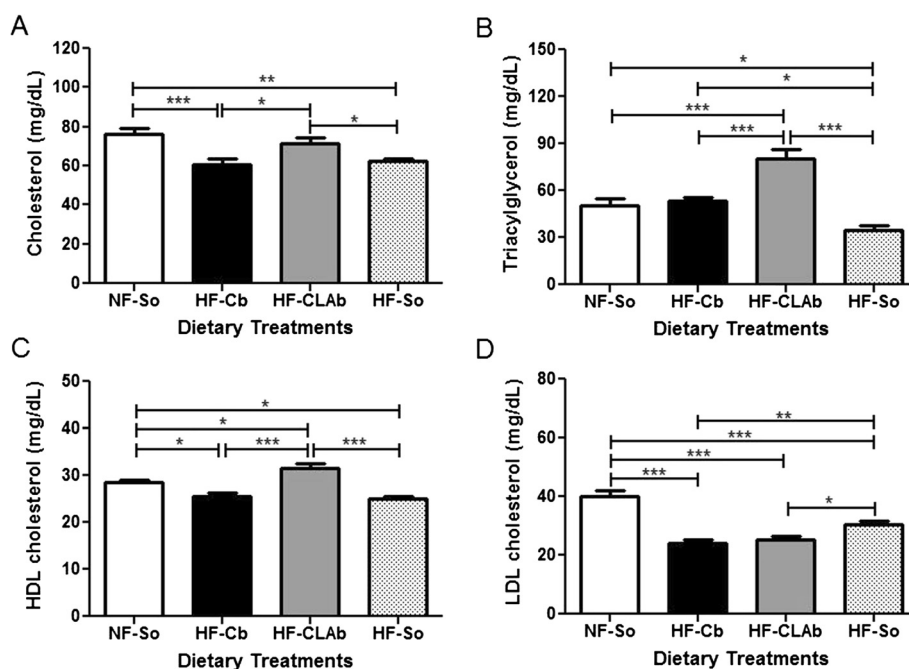 A
Cholesterol (mg/dL)
120
100
80
60
40
20
0
**
***
*
*
NF-So HF-Cb HF-CLAb HF-So
Dietary Treatments
B
Triacylglycerol (mg/dL)
150
120
90
60
30
0
*
*
***
***
***
NF-So HF-Cb HF-CLAb HF-So
Dietary Treatments
C
HDL cholesterol (mg/dL)
50
40
30
20
10
0
*
*
*
***
***
NF-So HF-Cb HF-CLAb HF-So
Dietary Treatments
D
LDL cholesterol (mg/dL)
80
60
40
20
0
**
***
***
***
*
NF-So HF-Cb HF-CLAb HF-So
Dietary Treatments